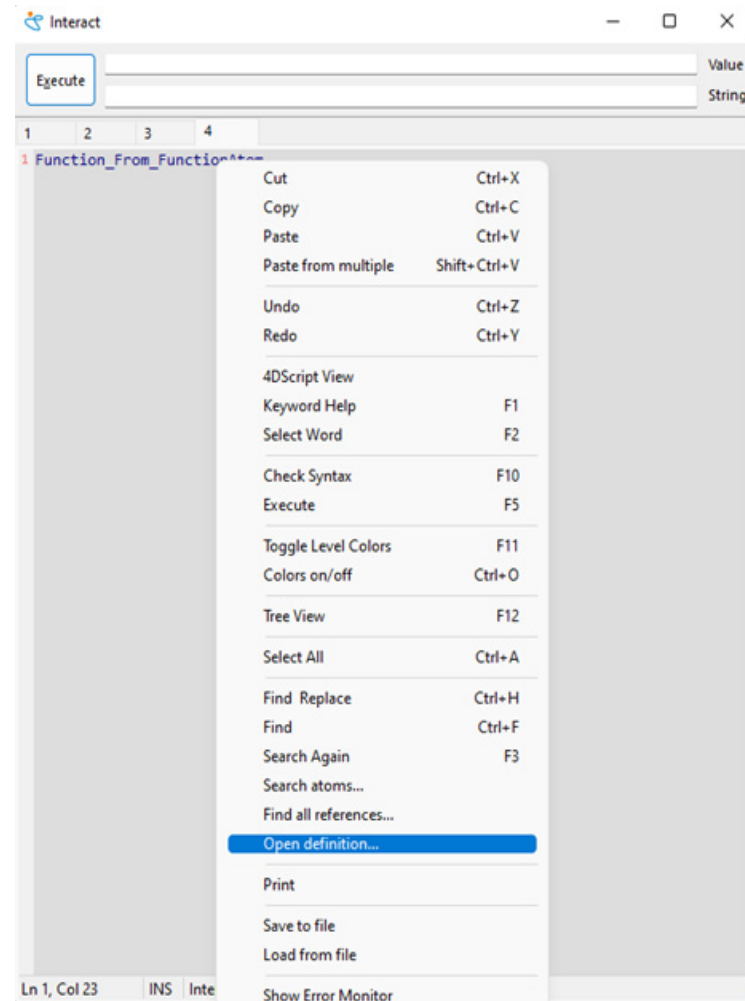 Interact
Execute
Value
String
1 2 3 4
1 Function_From_FunctionAtom
Cut Ctrl+X
Copy Ctrl+C
Paste Ctrl+V
Paste from multiple Shift+Ctrl+V
Undo Ctrl+Z
Redo Ctrl+Y
4DScript View
Keyword Help F1
Select Word F2
Check Syntax F10
Execute F5
Toggle Level Colors F11
Colors on/off Ctrl+O
Tree View F12
Select All Ctrl+A
Find Replace Ctrl+H
Find Ctrl+F
Search Again F3
Search atoms...
Find all references...
Open definition...
Print
Save to file
Load from file
Show Error Monitor
Ln 1, Col 23 INS Inte